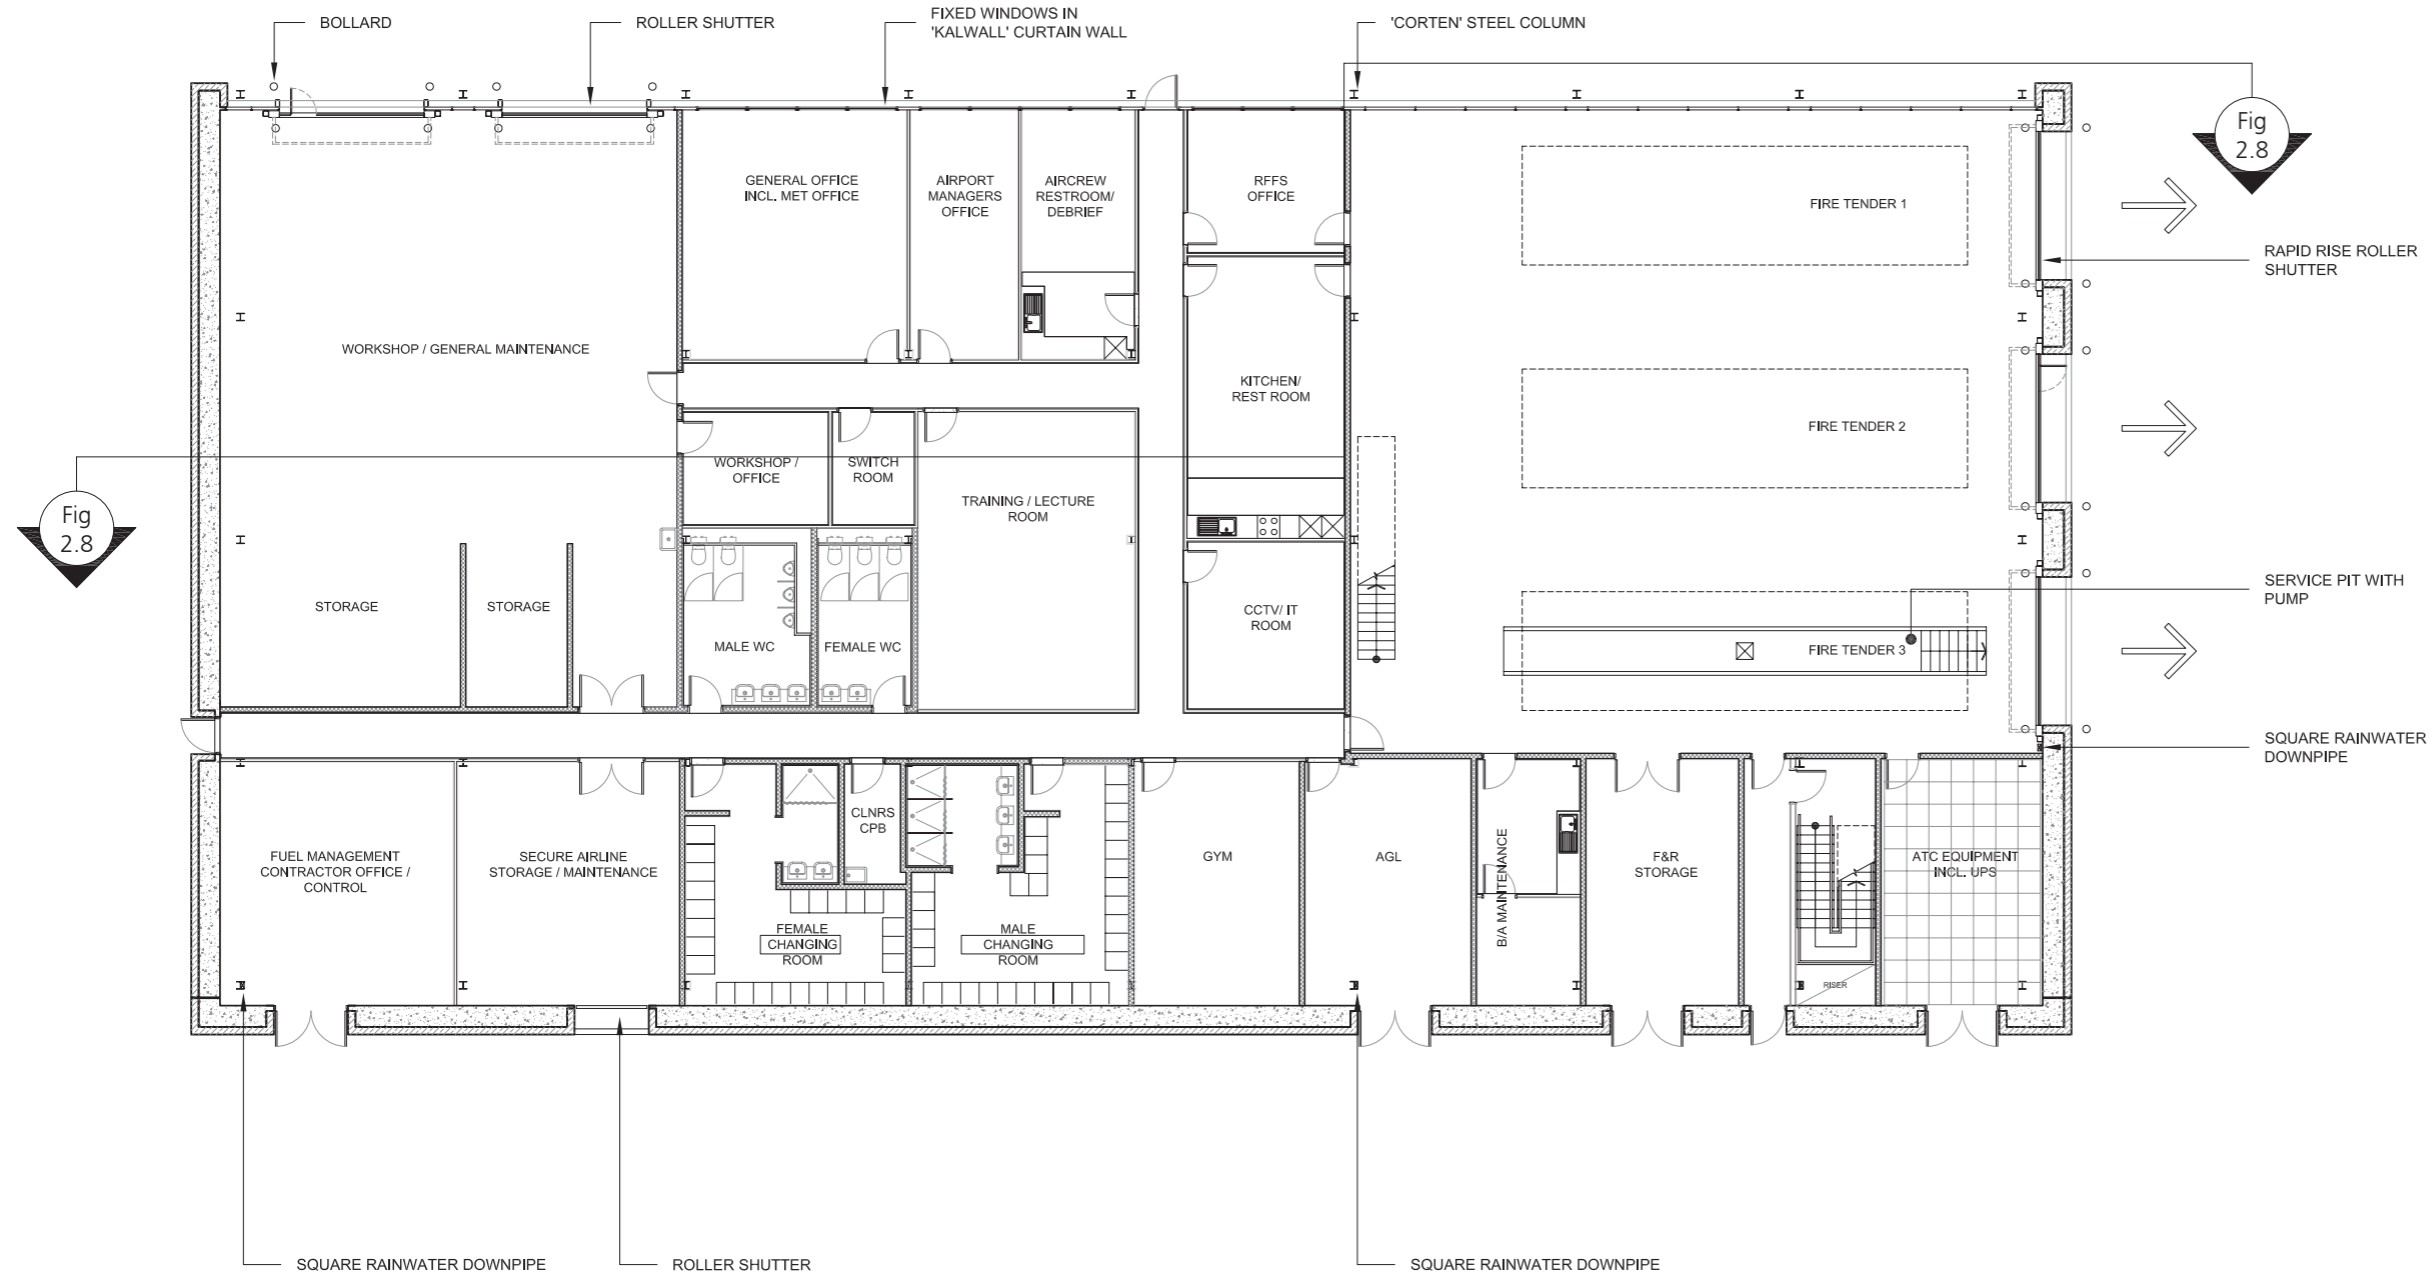 BOLLARD
ROLLER SHUTTER
FIXED WINDOWS IN
'KALWALL' CURTAIN WALL
'CORTEN' STEEL COLUMN
Fig
2.8
GENERAL OFFICE
INCL. MET OFFICE
AIRPORT
MANAGERS
OFFICE
AIRCREW
RESTROOM/
DEBRIEF
RFFS
OFFICE
FIRE TENDER 1
RAPID RISE ROLLER
SHUTTER
WORKSHOP / GENERAL MAINTENANCE
KITCHEN/
REST ROOM
FIRE TENDER 2
WORKSHOP /
OFFICE
SWITCH
ROOM
TRAINING / LECTURE
ROOM
Fig
2.8
STORAGE
STORAGE
MALE WC
FEMALE WC
CCTV/ IT
ROOM
FIRE TENDER 3
SERVICE PIT WITH
PUMP
SQUARE RAINWATER
DOWNPIPE
FUEL MANAGEMENT
CONTRACTOR OFFICE /
CONTROL
SECURE AIRLINE
STORAGE / MAINTENANCE
CLNRS
CPB
FEMALE
CHANGING
ROOM
MALE
CHANGING
ROOM
GYM
AGL
B/A MAINTENANCE
F&R
STORAGE
RISER
ATC EQUIPMENT
INCL. UPS
SQUARE RAINWATER DOWNPIPE
ROLLER SHUTTER
SQUARE RAINWATER DOWNPIPE